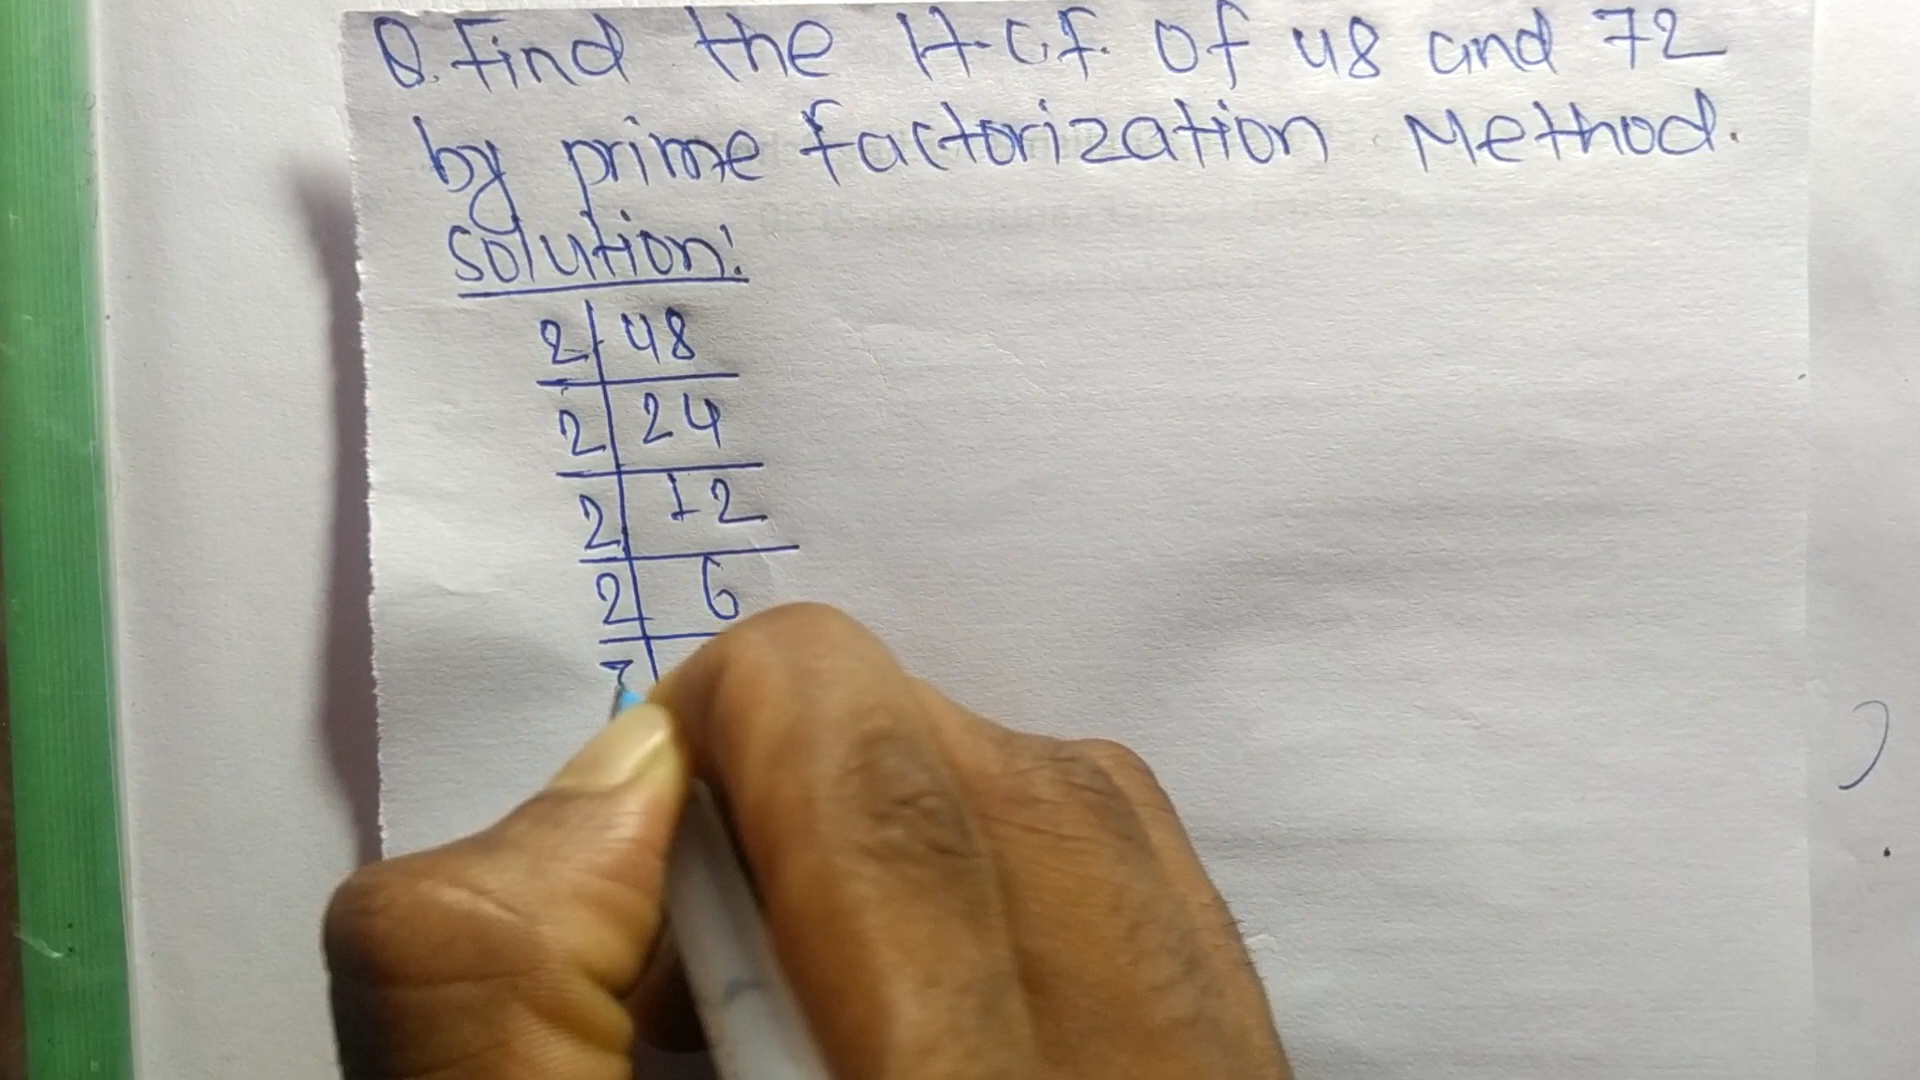 Q. Find the H.C.F. of 48 and 72
by prime factorization Method.
Solution:
2 48
2 24
2 12
2 6
3